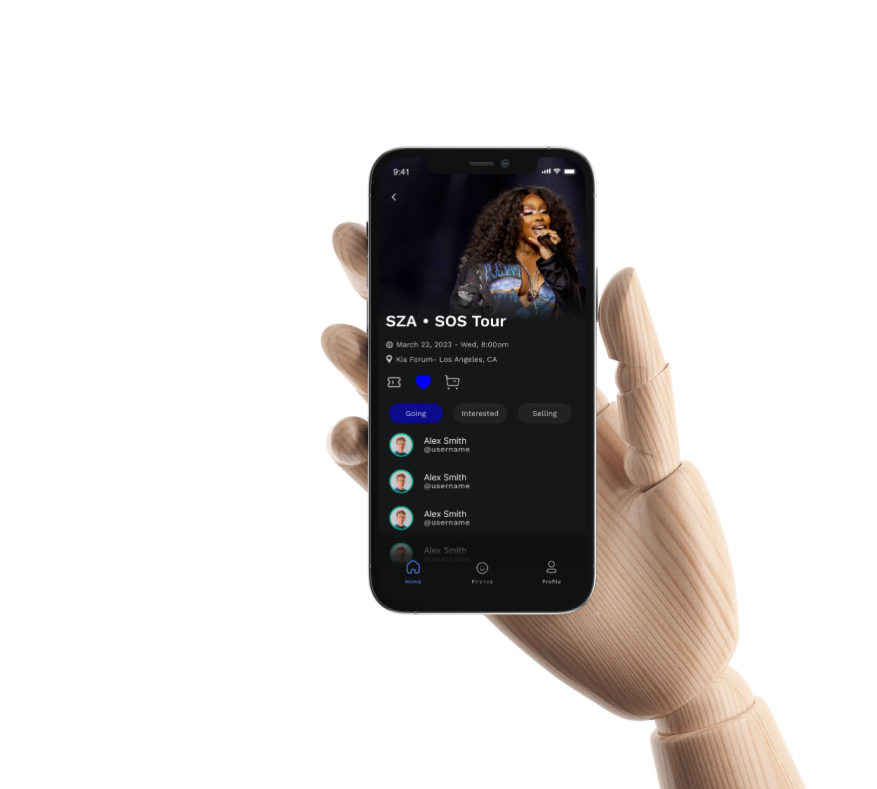 9:41
SZA • SOS Tour
March 22, 2023 - Wed, 8:00pm
Kia Forum- Los Angeles, CA
Going Interested Selling
Alex Smith
@username
Alex Smith
@username
Alex Smith
@username
Alex Smith
Home Friends Profile